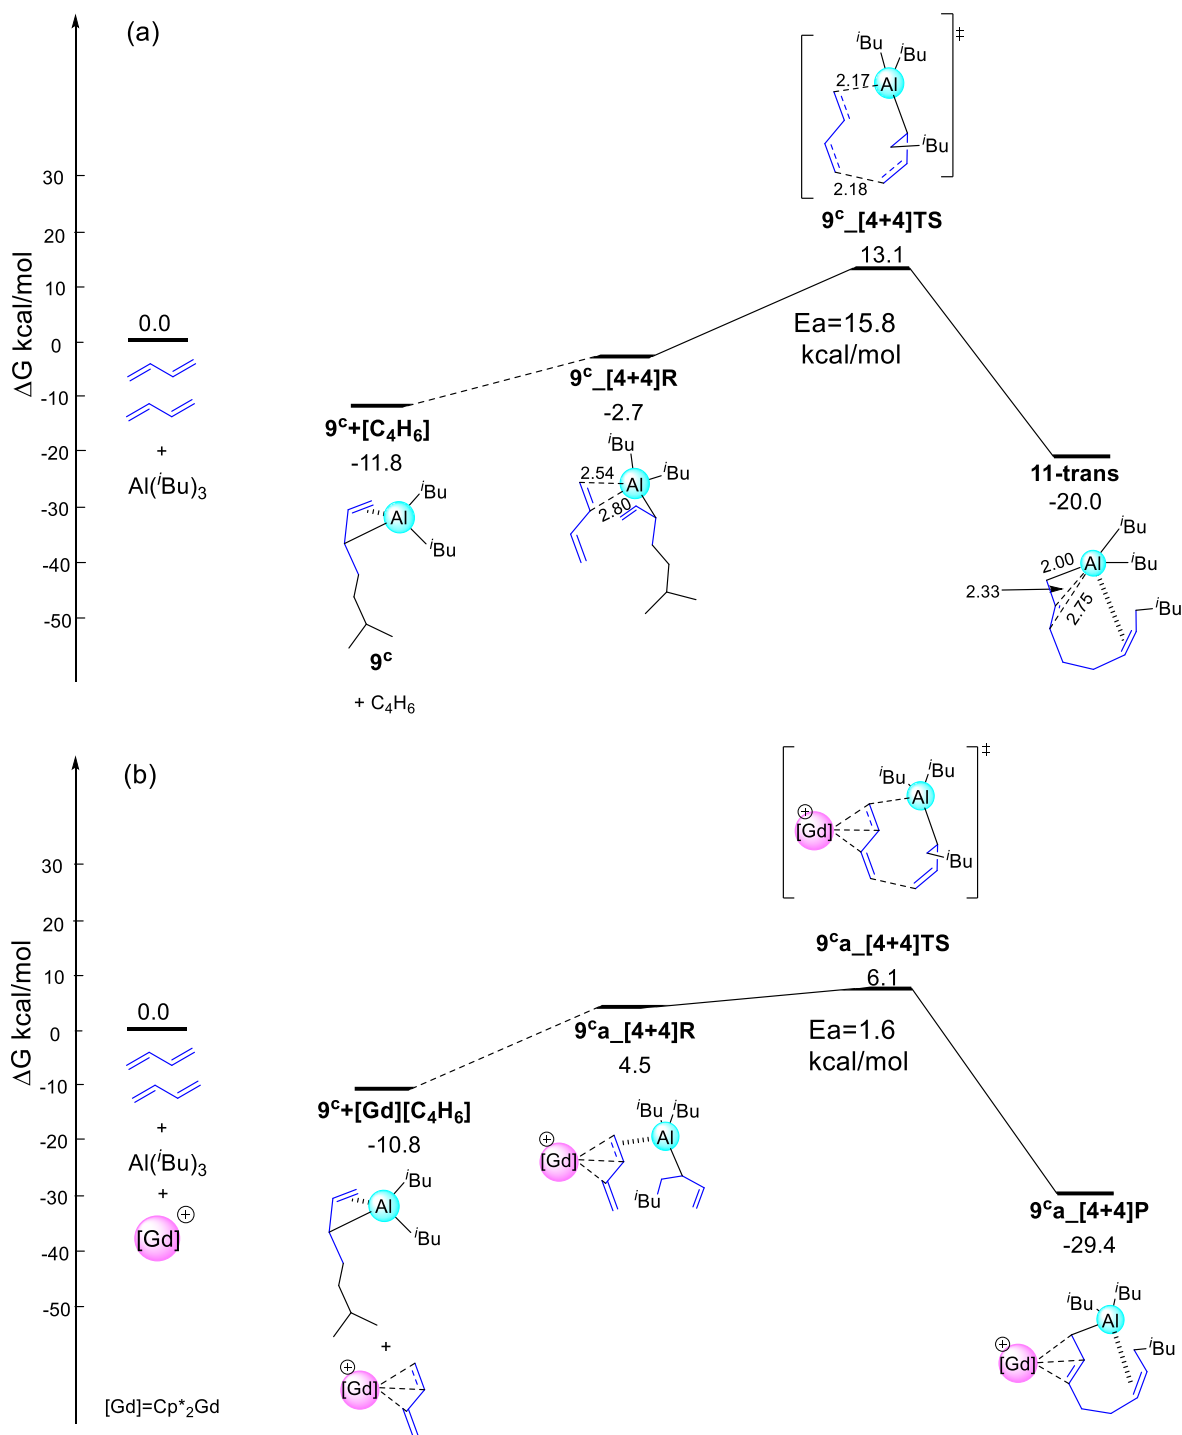 (a)
ΔG kcal/mol
30
20
10
0
-10
-20
-30
-40
-50
0.0
+
Al(ⁱBu)₃
9ᶜ+[C₄H₆]
-11.8
Al
ⁱBu
ⁱBu
9ᶜ
+ C₄H₆
9ᶜ_[4+4]R
-2.7
ⁱBu
ⁱBu
Al
2.54
2.80
‡
ⁱBu
ⁱBu
Al
2.17
ⁱBu
2.18
9ᶜ_[4+4]TS
13.1
Ea=15.8
kcal/mol
11-trans
-20.0
ⁱBu
ⁱBu
Al
2.00
2.33
2.75
ⁱBu
(b)
ΔG kcal/mol
30
20
10
0
-10
-20
-30
-40
-50
0.0
+
Al(ⁱBu)₃
+
[Gd]
+
[Gd]=Cp*₂Gd
9ᶜ+[Gd][C₄H₆]
-10.8
ⁱBu
Al
ⁱBu
+
+
[Gd]
9ᶜa_[4+4]R
4.5
ⁱBu
ⁱBu
Al
+
[Gd]
ⁱBu
‡
ⁱBu
ⁱBu
Al
+
[Gd]
ⁱBu
9ᶜa_[4+4]TS
6.1
Ea=1.6
kcal/mol
9ᶜa_[4+4]P
-29.4
ⁱBu
ⁱBu
Al
+
[Gd]
ⁱBu